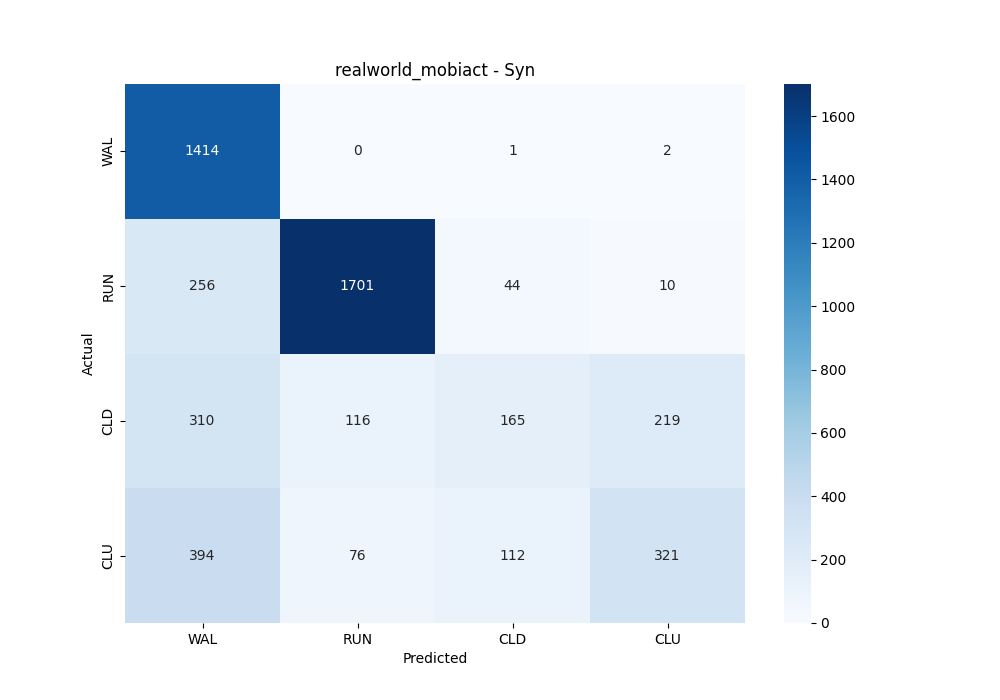 realworld_mobiact - Syn
WAL 1414 0 1 2
RUN 256 1701 44 10
CLD 310 116 165 219
CLU 394 76 112 321
WAL RUN CLD CLU
Predicted
Actual
1600
1400
1200
1000
800
600
400
200
0